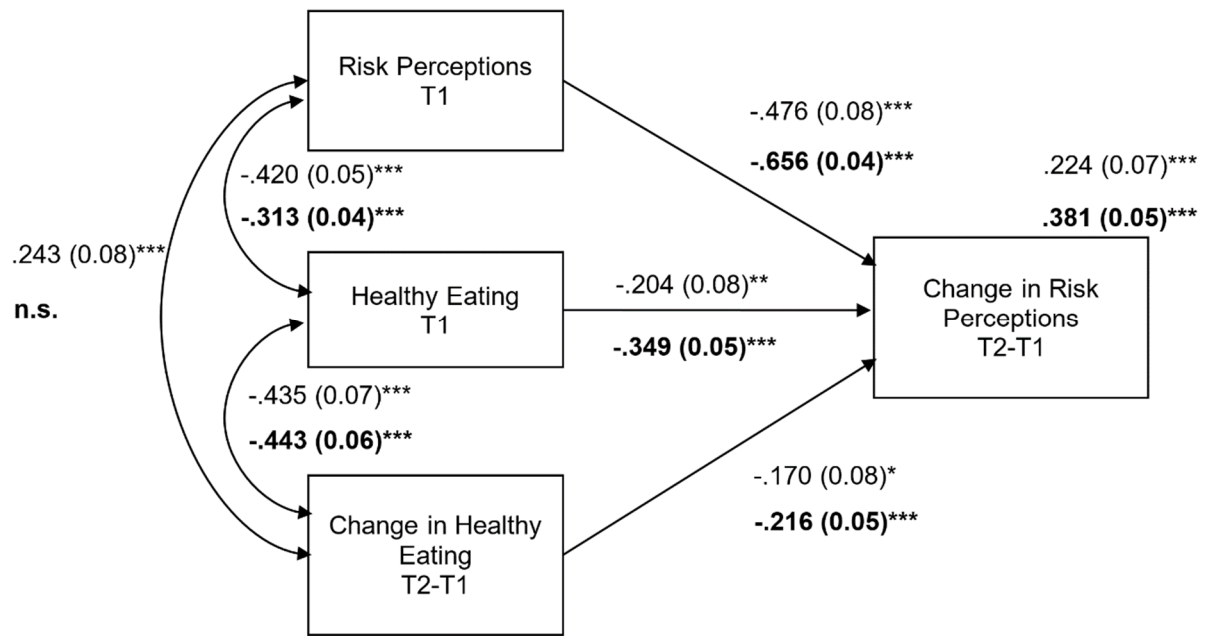 Risk Perceptions
T1
-.476 (0.08)***
-.656 (0.04)***
.224 (0.07)***
.381 (0.05)***
-.420 (0.05)***
-.313 (0.04)***
.243 (0.08)***
n.s.
Healthy Eating
T1
-.204 (0.08)**
-.349 (0.05)***
Change in Risk
Perceptions
T2-T1
-.435 (0.07)***
-.443 (0.06)***
Change in Healthy
Eating
T2-T1
-.170 (0.08)*
-.216 (0.05)***